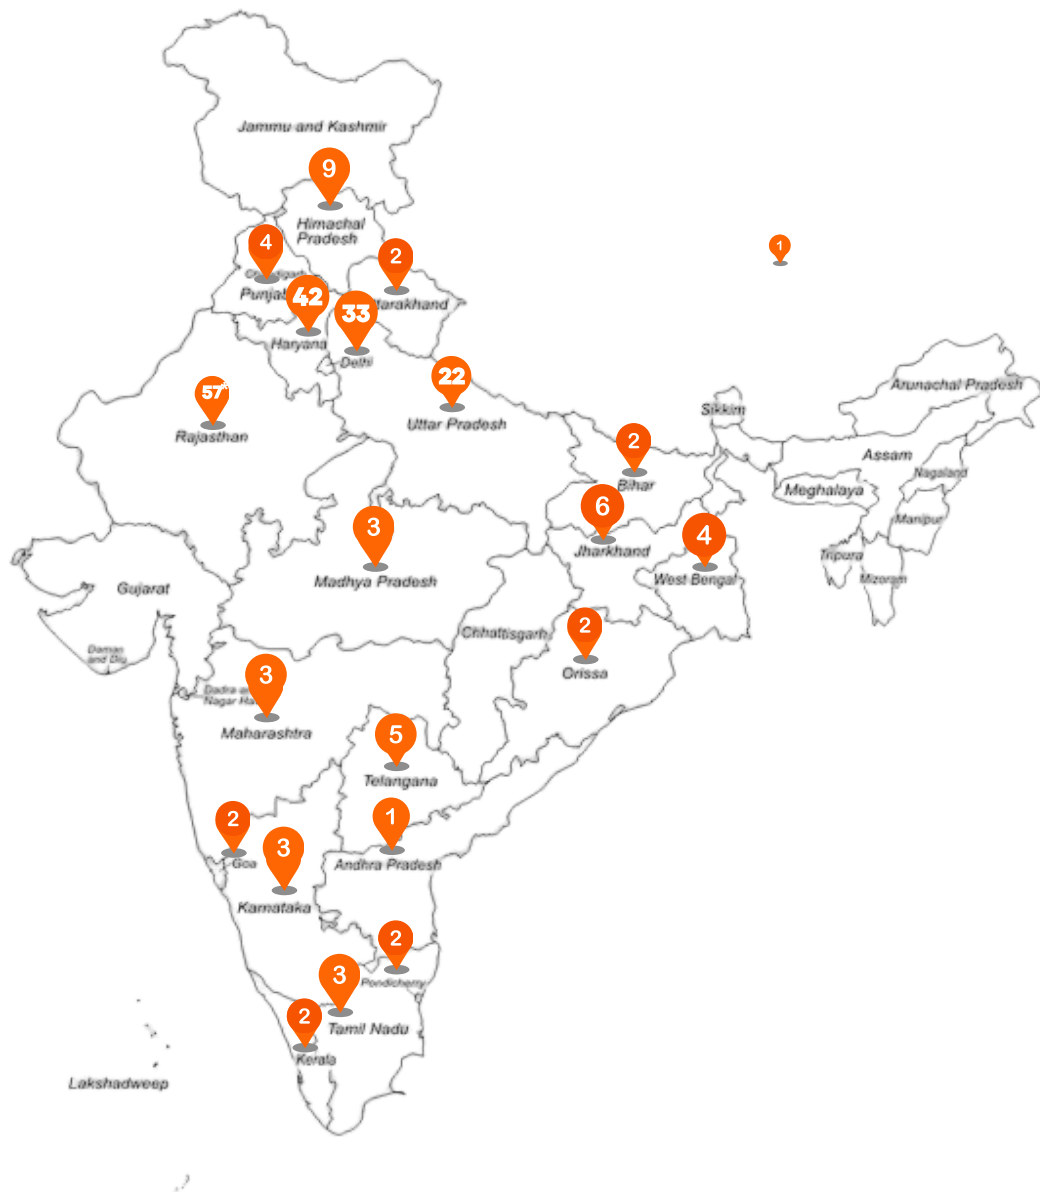 Jammu and Kashmir
9
Himachal
Pradesh
4
Chandigarh
Punjab
2
Uttarakhand
1
42
Haryana
33
Delhi
57*
Rajasthan
22
Uttar Pradesh
Sikkim
Arunachal Pradesh
Assam
Nagaland
Meghalaya
Manipur
Tripura
Mizoram
2
Bihar
6
Jharkhand
4
West Bengal
3
Madhya Pradesh
Gujarat
Daman
and Diu
Chhattisgarh
2
Orissa
Dadra an
Nagar Ha
3
Maharashtra
5
Telangana
1
Andhra Pradesh
2
Goa
3
Karnataka
2
Pondicherry
3
Tamil Nadu
2
Kerala
Lakshadweep